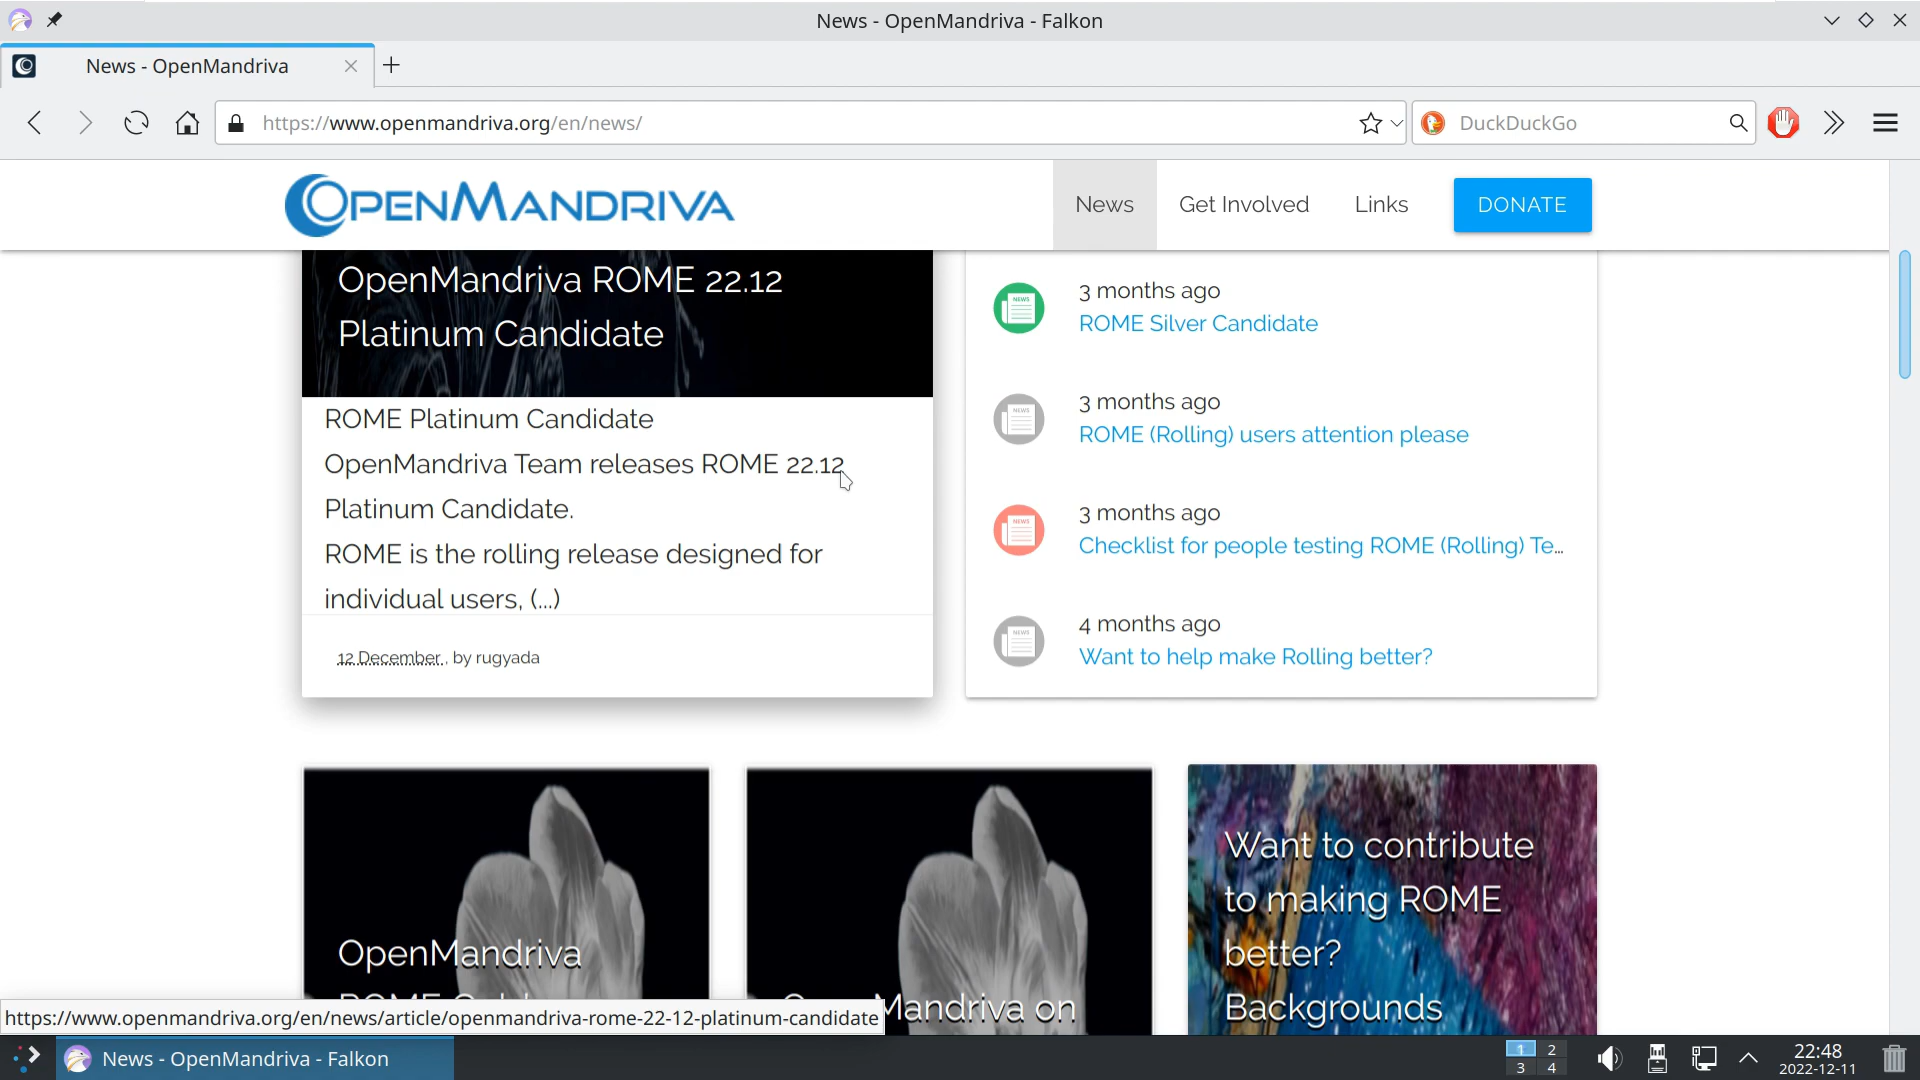 News - OpenMandriva - Falkon
News - OpenMandriva
https://www.openmandriva.org/en/news/
DuckDuckGo
OPENMANDRIVA
News
Get Involved
Links
DONATE
OpenMandriva ROME 22.12
Platinum Candidate
ROME Platinum Candidate
OpenMandriva Team releases ROME 22.12
Platinum Candidate.
ROME is the rolling release designed for
individual users, (...)
12 December , by rugyada
NEWS
3 months ago
ROME Silver Candidate
NEWS
3 months ago
ROME (Rolling) users attention please
NEWS
3 months ago
Checklist for people testing ROME (Rolling) Te...
NEWS
4 months ago
Want to help make Rolling better?
OpenMandriva
OpenMandriva on
Want to contribute
to making ROME
better?
Backgrounds
https://www.openmandriva.org/en/news/article/openmandriva-rome-22-12-platinum-candidate
News - OpenMandriva - Falkon
1 2
3 4
22:48
2022-12-11